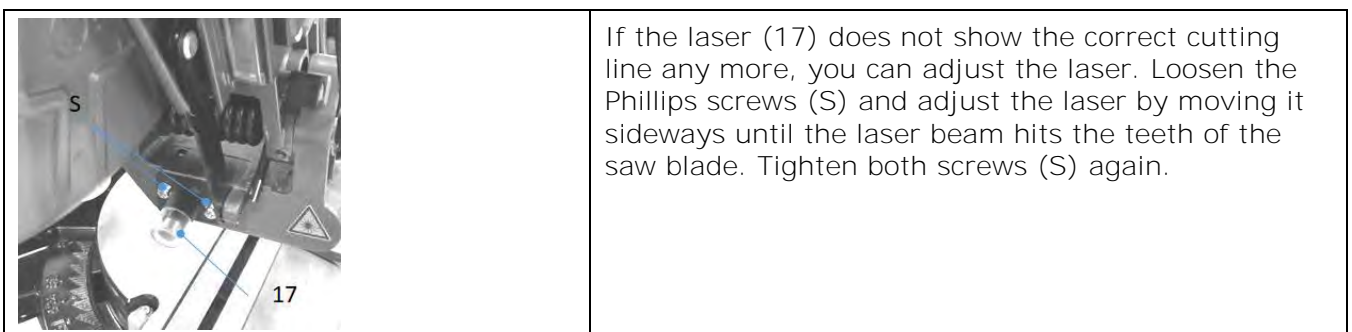 S
17
If the laser (17) does not show the correct cutting
line any more, you can adjust the laser. Loosen the
Phillips screws (S) and adjust the laser by moving it
sideways until the laser beam hits the teeth of the
saw blade. Tighten both screws (S) again.